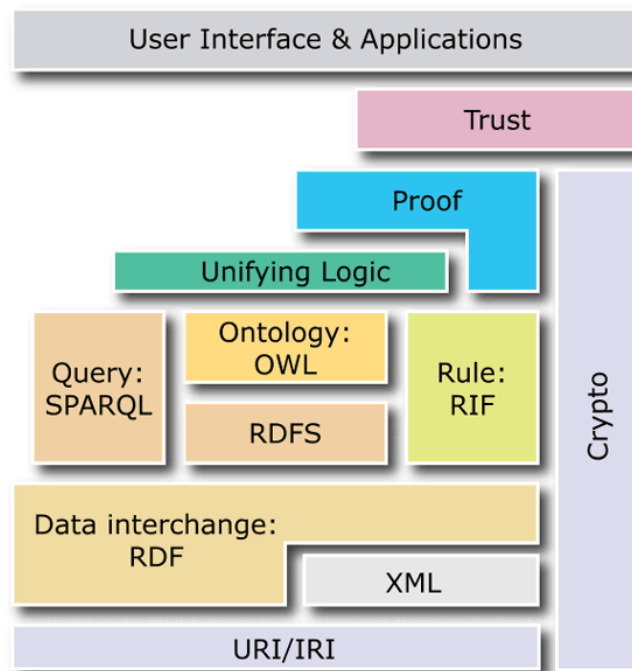 User Interface & Applications
Trust
Proof
Unifying Logic
Query:
SPARQL
Ontology:
OWL
RDFS
Rule:
RIF
Crypto
Data interchange:
RDF
XML
URI/IRI